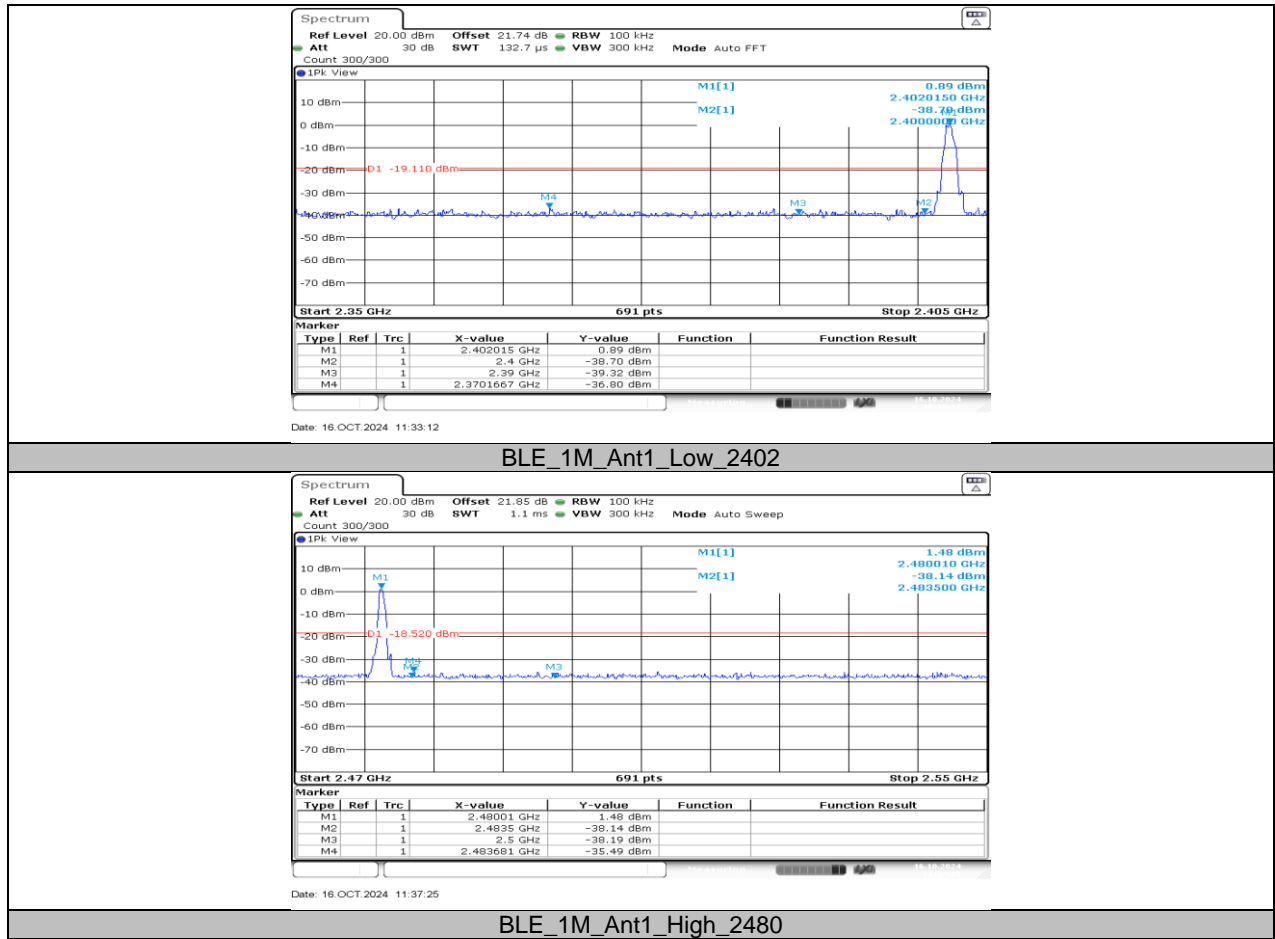 Spectrum
Ref Level 20.00 dBm Offset 21.74 dB RBW 100 kHz
Att 30 dB SWT 132.7 µs VBW 300 kHz Mode Auto FFT
Count 300/300
1Pk View
M1[1] 0.89 dBm
2.4020150 GHz
10 dBm
M2[1] -38.70 dBm
2.4000000 GHz
M1
0 dBm
-10 dBm
-20 dBm
D1 -19.110 dBm
-30 dBm
M4
M3
M2
-40 dBm
-50 dBm
-60 dBm
-70 dBm
Start 2.35 GHz 691 pts Stop 2.405 GHz
Marker
Type Ref Trc X-value Y-value Function Function Result
M1 1 2.402015 GHz 0.89 dBm
M2 1 2.4 GHz -38.70 dBm
M3 1 2.39 GHz -39.32 dBm
M4 1 2.3701667 GHz -36.80 dBm
16.10.2024
Date: 16.OCT.2024 11:33:12
BLE_1M_Ant1_Low_2402
Spectrum
Ref Level 20.00 dBm Offset 21.85 dB RBW 100 kHz
Att 30 dB SWT 1.1 ms VBW 300 kHz Mode Auto Sweep
Count 300/300
1Pk View
M1[1] 1.48 dBm
2.480010 GHz
10 dBm
M1
M2[1] -38.14 dBm
2.483500 GHz
0 dBm
-10 dBm
-20 dBm
D1 -18.520 dBm
-30 dBm
M4
M2
M3
-40 dBm
-50 dBm
-60 dBm
-70 dBm
Start 2.47 GHz 691 pts Stop 2.55 GHz
Marker
Type Ref Trc X-value Y-value Function Function Result
M1 1 2.48001 GHz 1.48 dBm
M2 1 2.4835 GHz -38.14 dBm
M3 1 2.5 GHz -38.19 dBm
M4 1 2.483681 GHz -35.49 dBm
16.10.2024
Date: 16.OCT.2024 11:37:25
BLE_1M_Ant1_High_2480